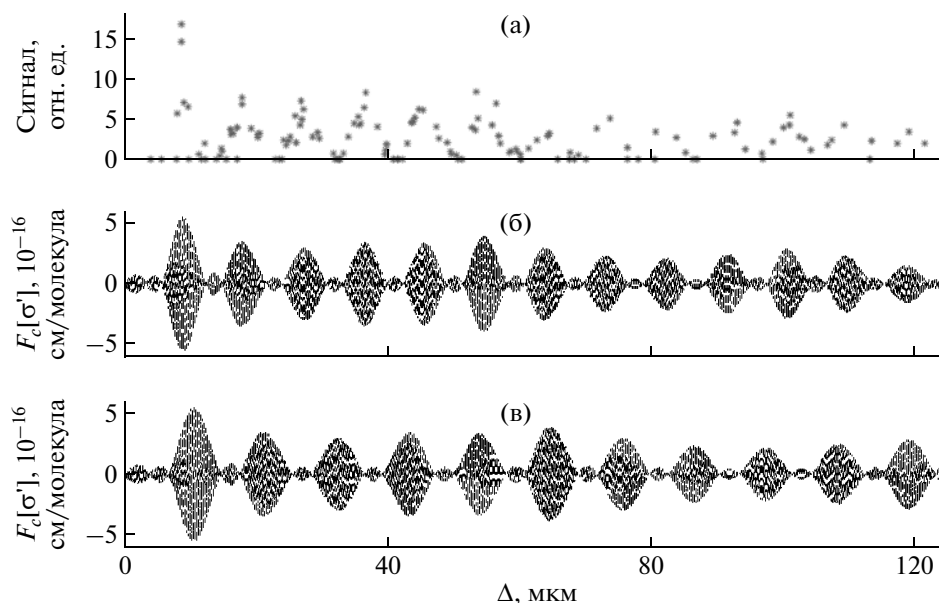 (а)
Сигнал,
отн. ед.
15
10
5
0
(б)
F_c[σ'], 10⁻¹⁶
см/молекула
5
0
−5
(в)
F_c[σ'], 10⁻¹⁶
см/молекула
5
0
−5
0 40 80 120
Δ, мкм